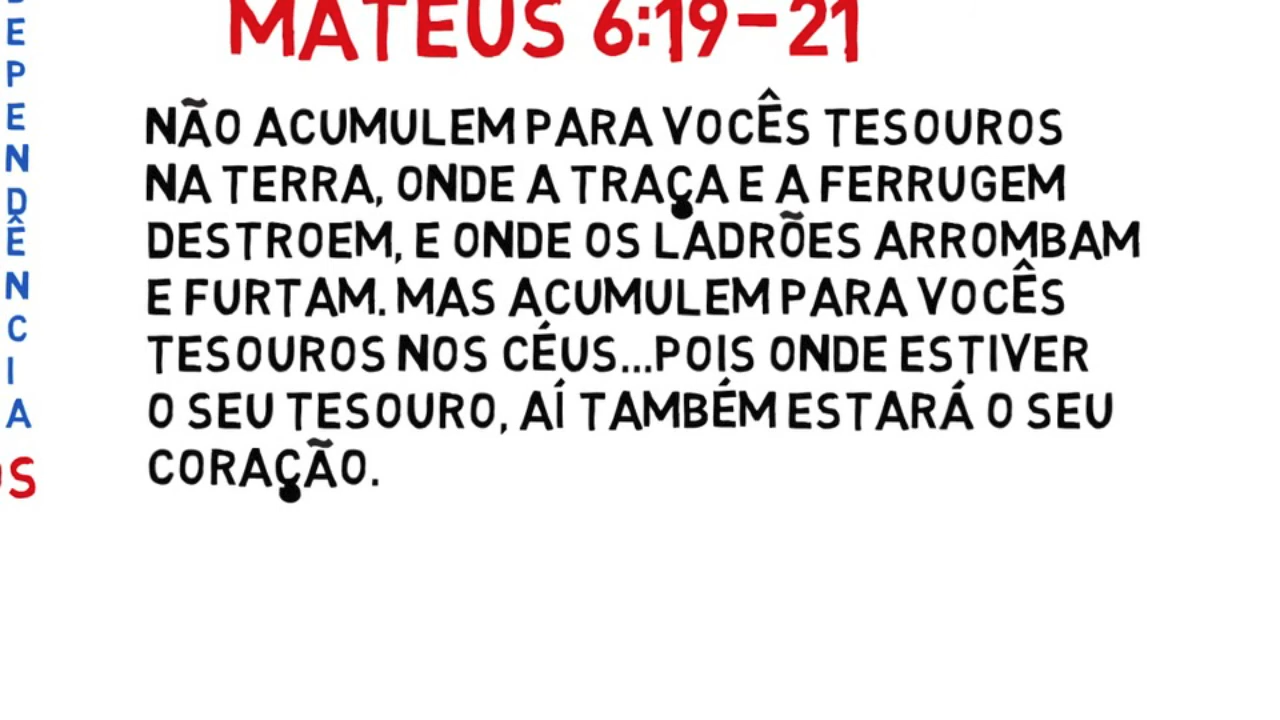 MATEUS 6:19-21
NÃO ACUMULEM PARA VOCÊS TESOUROS
NA TERRA, ONDE A TRAÇA E A FERRUGEM
DESTROEM, E ONDE OS LADRÕES ARROMBAM
E FURTAM. MAS ACUMULEM PARA VOCÊS
TESOUROS NOS CÉUS...POIS ONDE ESTIVER
O SEU TESOURO, AÍ TAMBÉM ESTARÁ O SEU
CORAÇÃO.
DEPENDÊNCIA